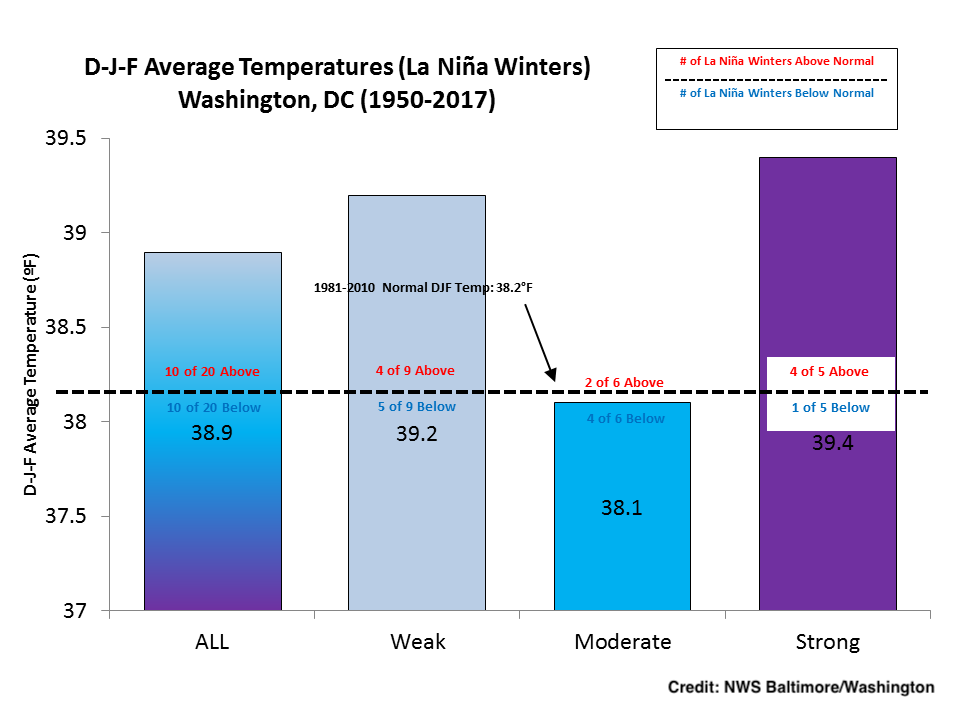 D-J-F Average Temperatures (La Niña Winters)
Washington, DC (1950-2017)
# of La Niña Winters Above Normal
# of La Niña Winters Below Normal
D-J-F Average Temperature (ºF)
39.5
39
38.5
38
37.5
37
1981-2010 Normal DJF Temp: 38.2°F
10 of 20 Above
10 of 20 Below
38.9
4 of 9 Above
5 of 9 Below
39.2
2 of 6 Above
4 of 6 Below
38.1
4 of 5 Above
1 of 5 Below
39.4
ALL
Weak
Moderate
Strong
Credit: NWS Baltimore/Washington